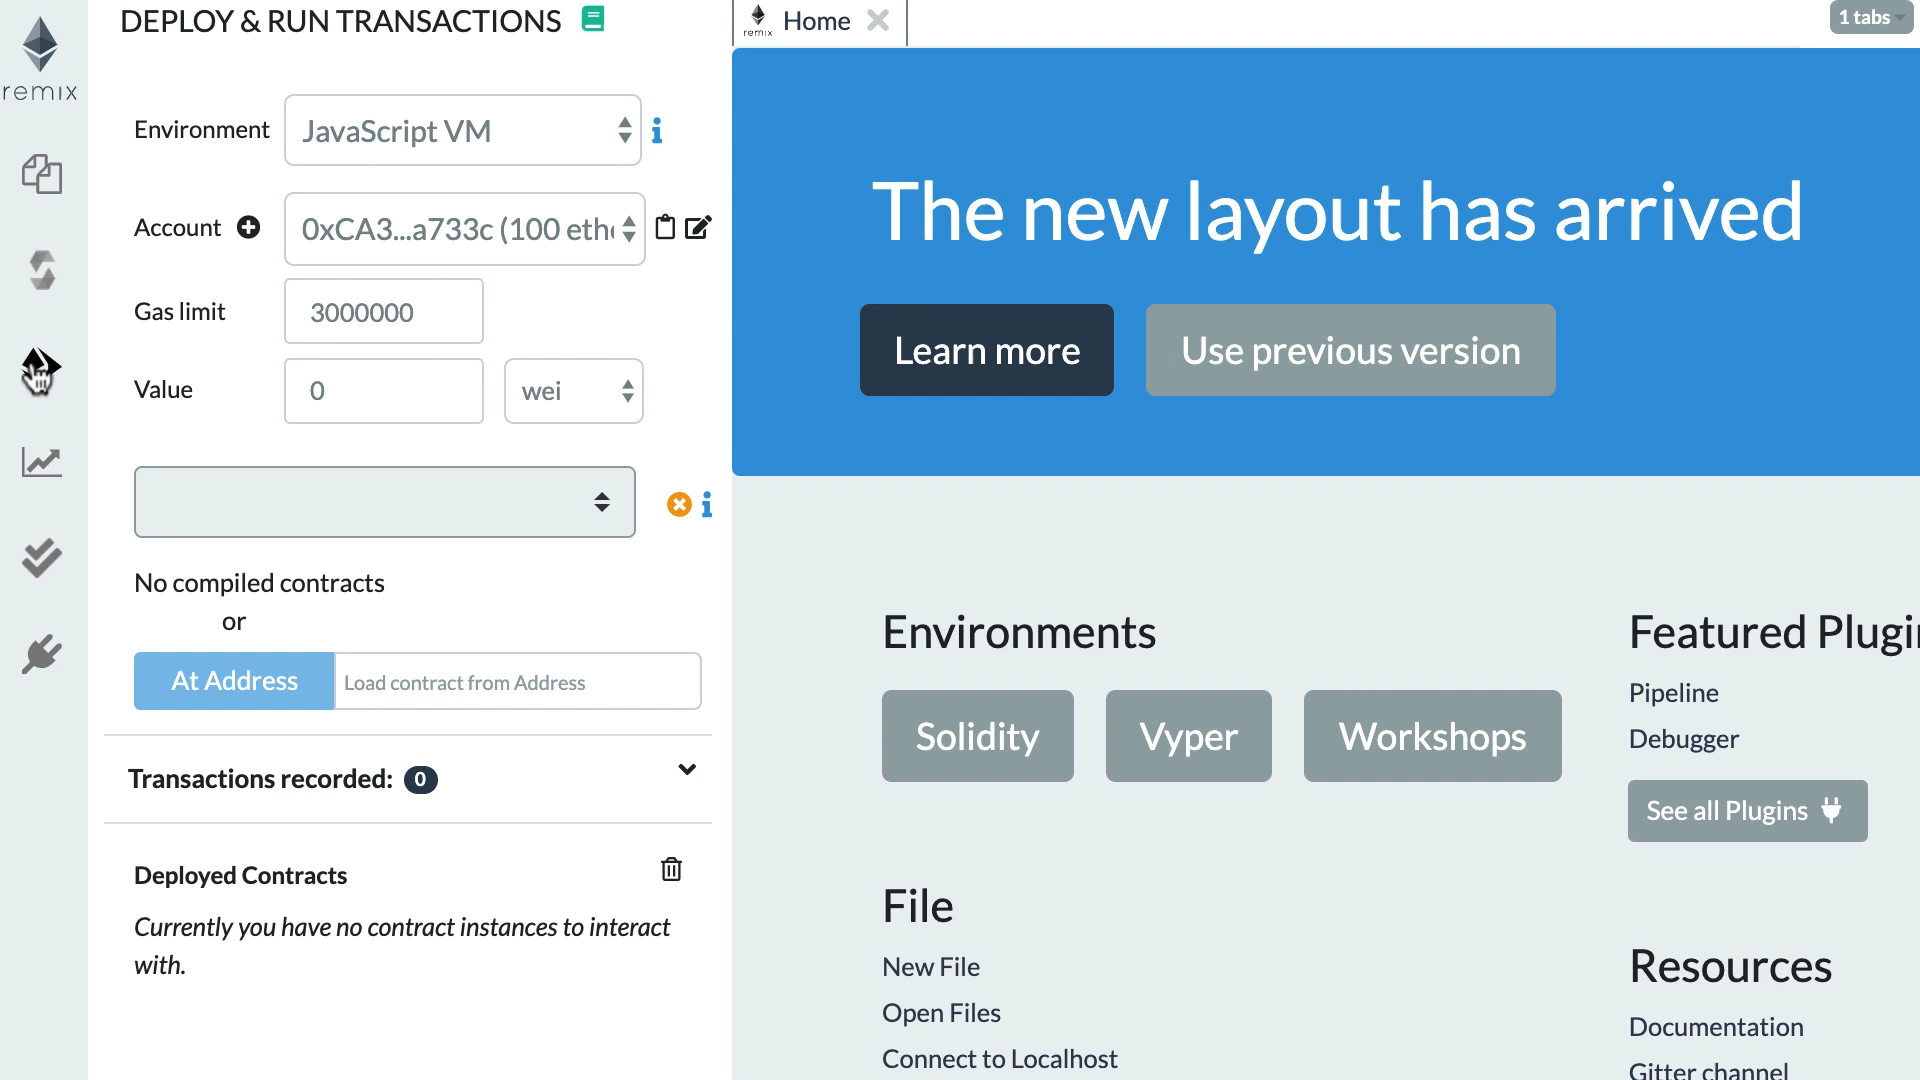 remix
DEPLOY & RUN TRANSACTIONS
Environment
JavaScript VM
Account
0xCA3...a733c (100 eth
Gas limit
3000000
Value
0
wei
No compiled contracts
or
At Address
Load contract from Address
Transactions recorded:
0
Deployed Contracts
Currently you have no contract instances to interact
with.
remix
Home
1 tabs
The new layout has arrived
Learn more
Use previous version
Environments
Solidity
Vyper
Workshops
File
New File
Open Files
Connect to Localhost
Featured Plugi
Pipeline
Debugger
See all Plugins
Resources
Documentation
Gitter channel